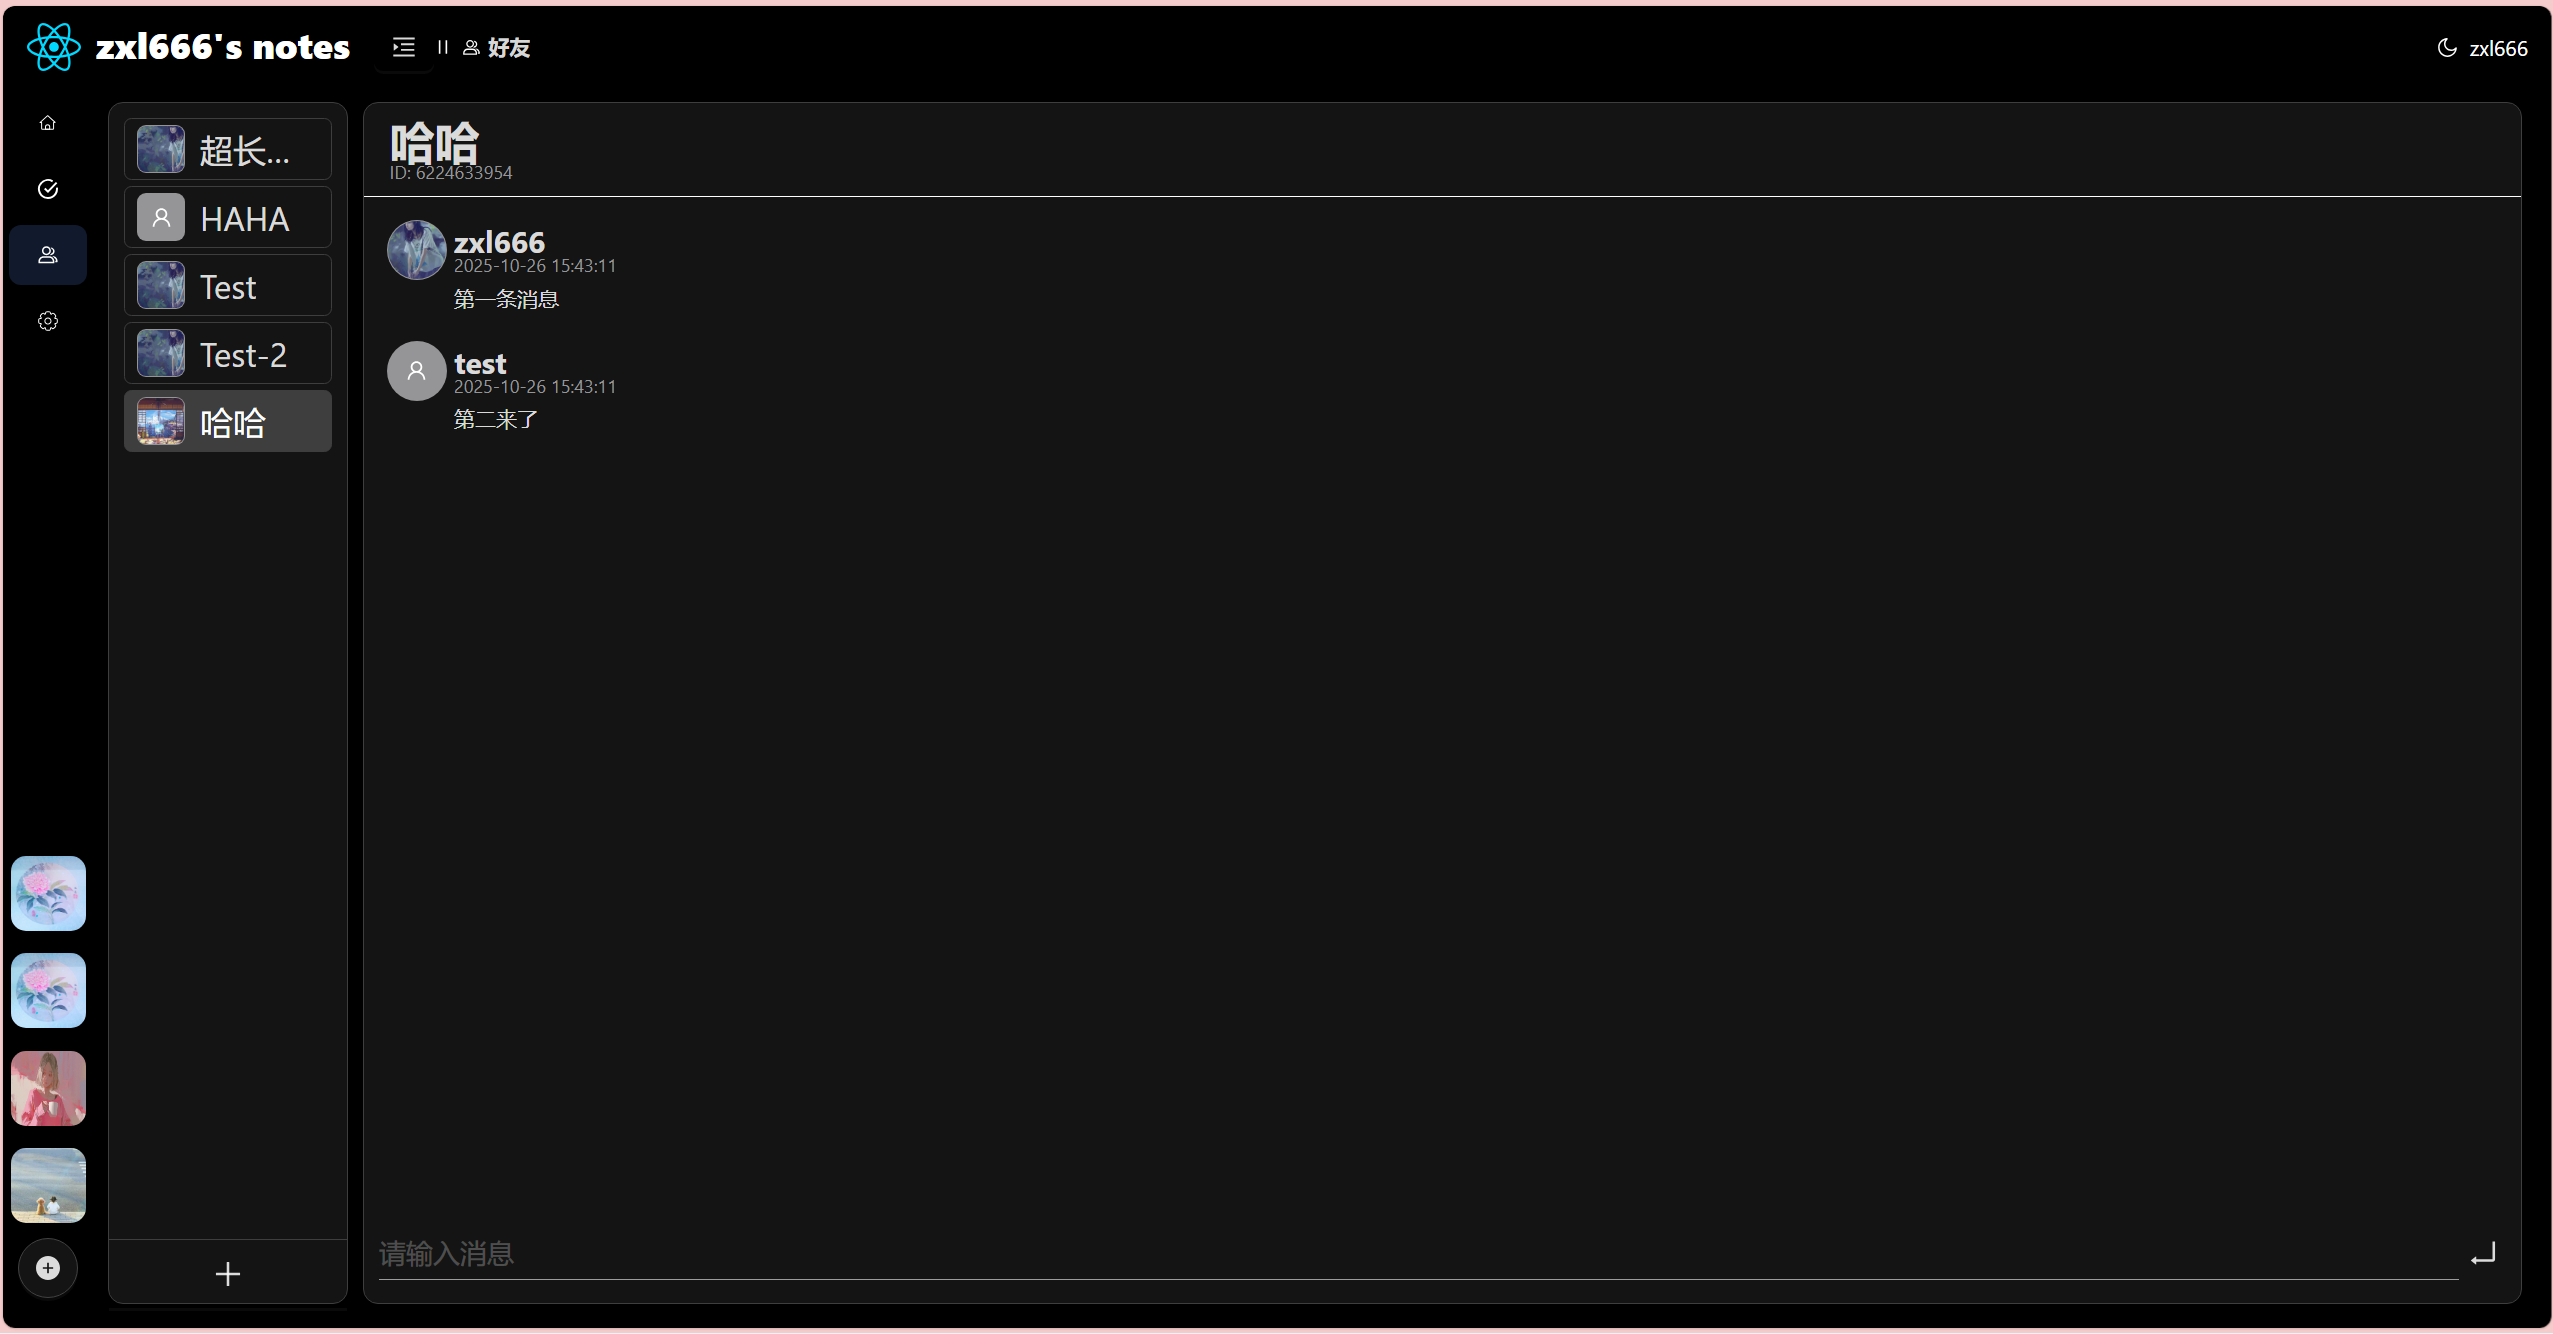 zxl666's notes
好友
zxl666
超长...
HAHA
Test
Test-2
哈哈
哈哈
ID: 6224633954
zxl666
2025-10-26 15:43:11
第一条消息
test
2025-10-26 15:43:11
第二来了
请输入消息